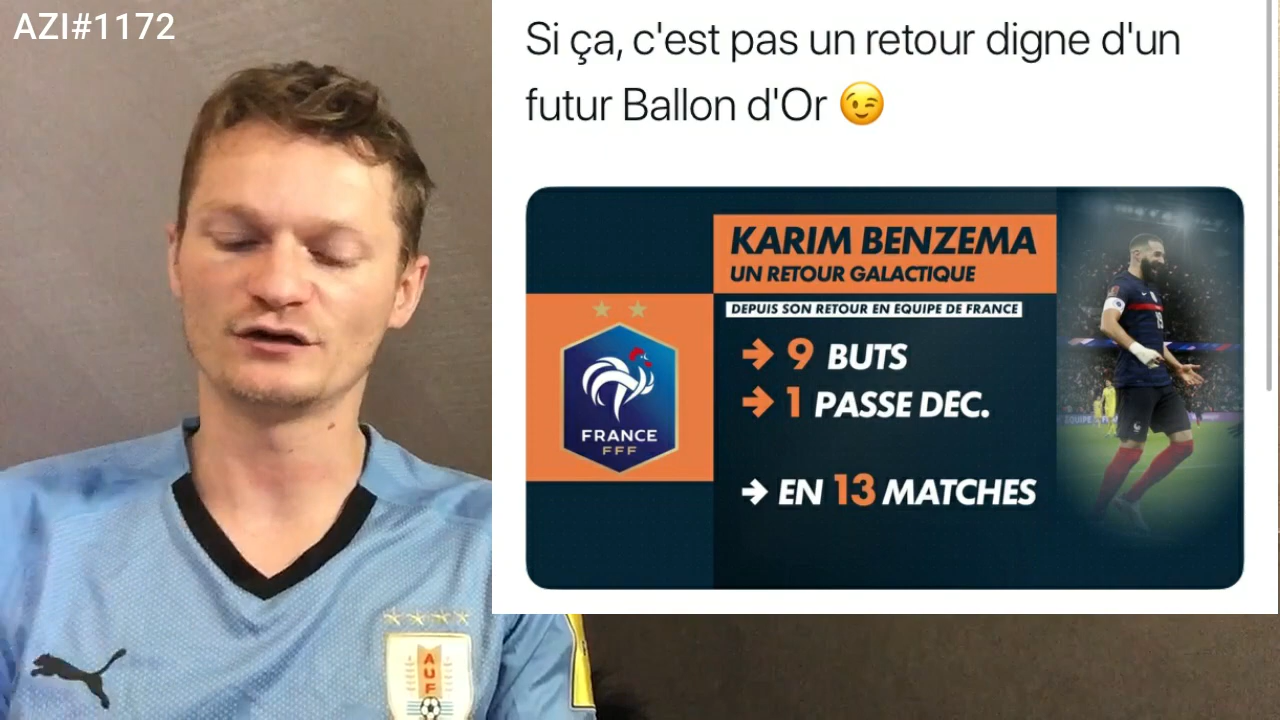 AZI#1172
Si ça, c'est pas un retour digne d'un
futur Ballon d'Or 😉
KARIM BENZEMA
UN RETOUR GALACTIQUE
DEPUIS SON RETOUR EN EQUIPE DE FRANCE
→ 9 BUTS
→ 1 PASSE DÉC.
→ EN 13 MATCHES
FRANCE
FFF
AUF